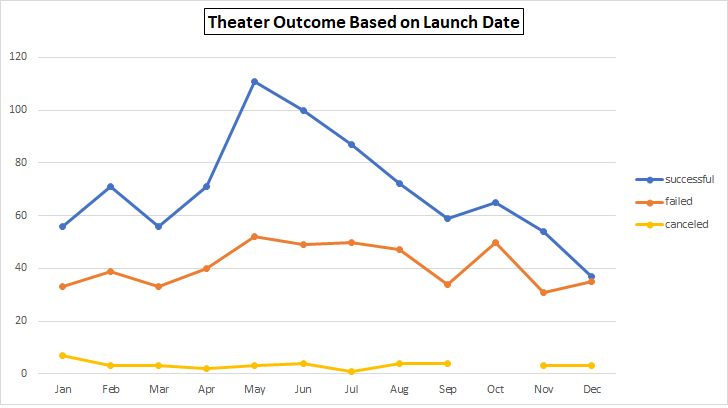 Theater Outcome Based on Launch Date
120
100
80
60
40
20
0
Jan Feb Mar Apr May Jun Jul Aug Sep Oct Nov Dec
successful
failed
canceled